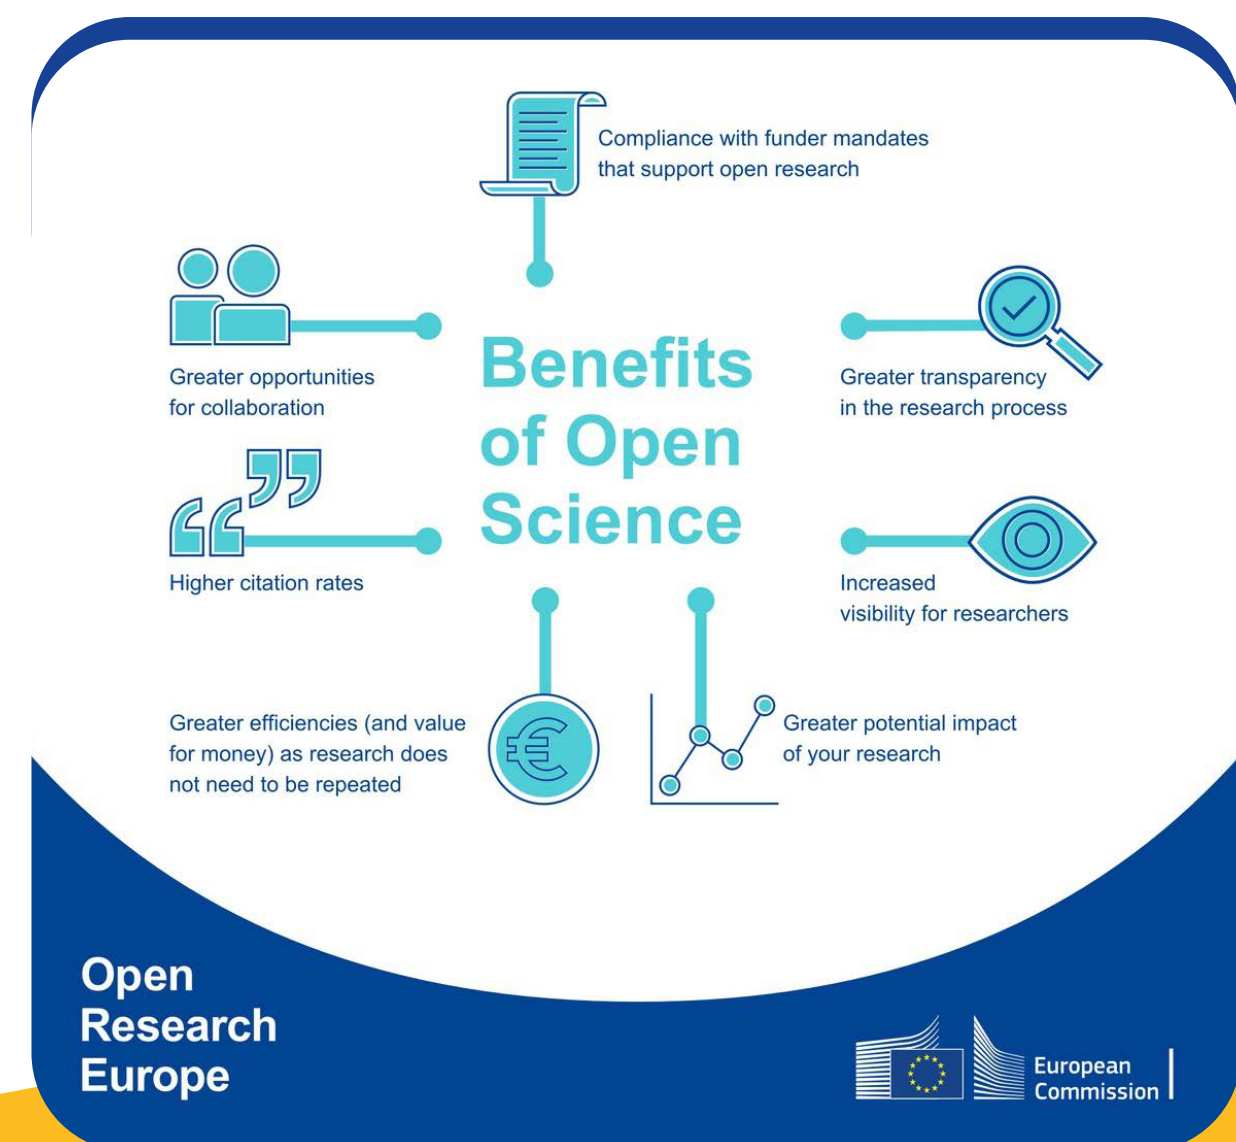 Compliance with funder mandates
that support open research
Greater opportunities
for collaboration
Benefits
of Open
Science
Greater transparency
in the research process
Higher citation rates
Increased
visibility for researchers
Greater efficiencies (and value
for money) as research does
not need to be repeated
Greater potential impact
of your research
Open
Research
Europe
European
Commission